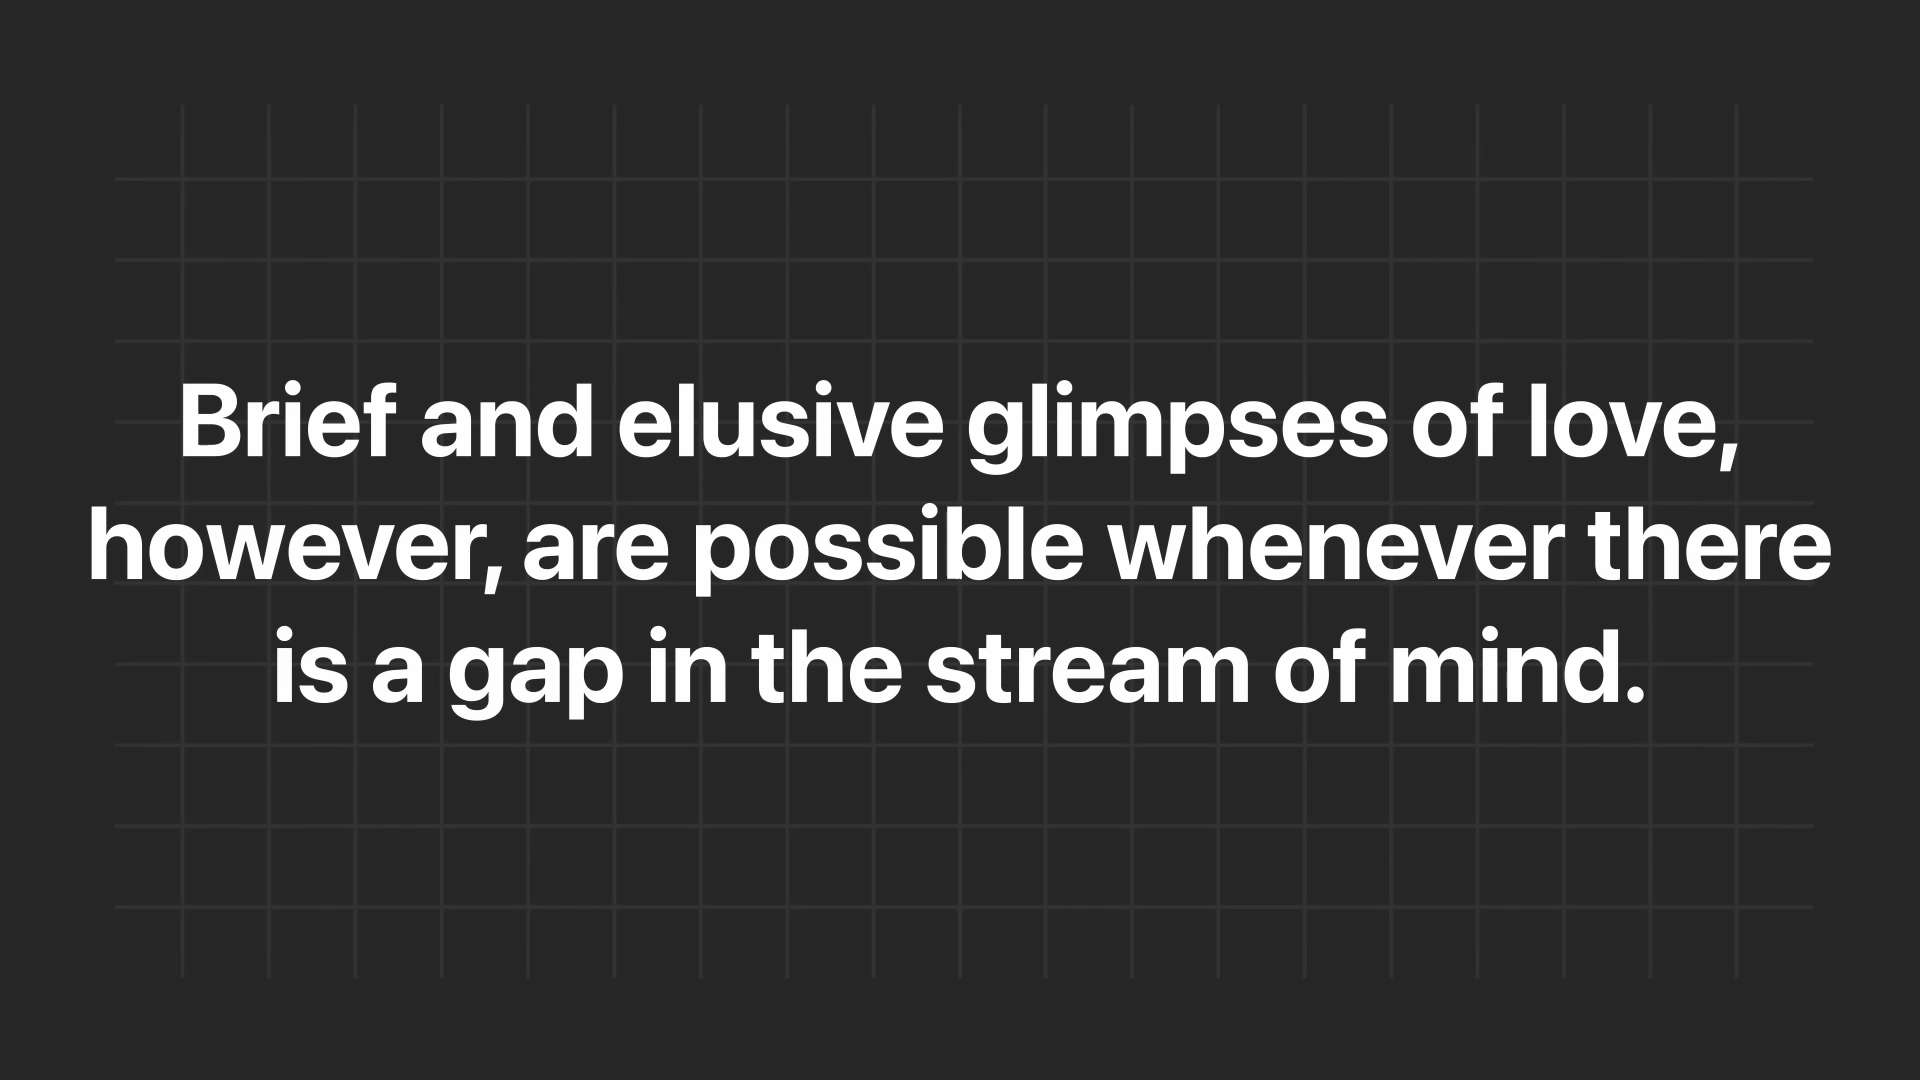 Brief and elusive glimpses of love,
however, are possible whenever there
is a gap in the stream of mind.